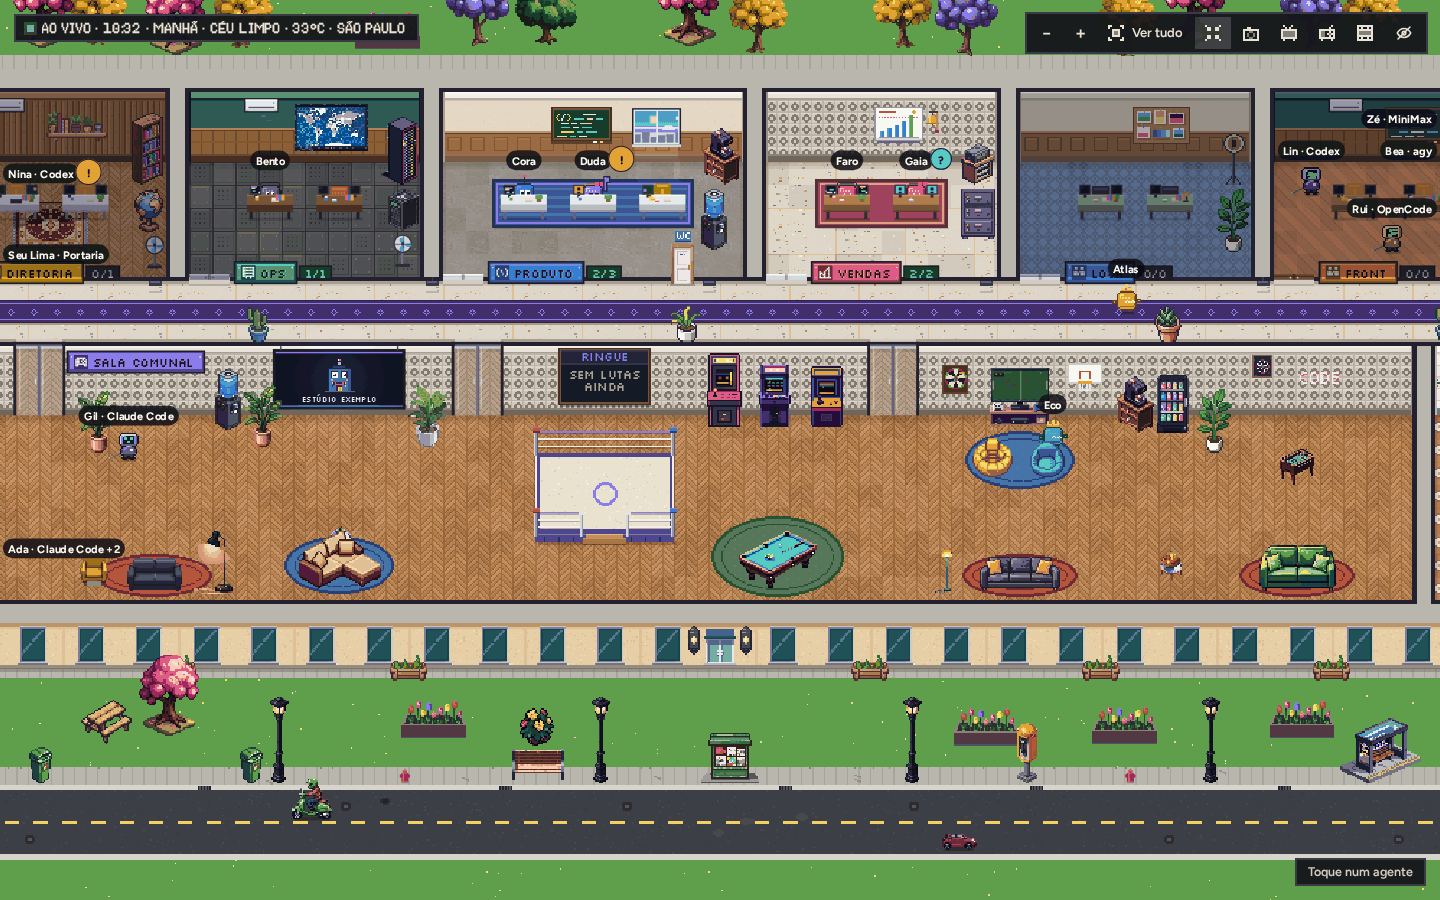 AO VIVO · 10:32 · MANHÃ · CÉU LIMPO · 33°C · SÃO PAULO
Ver tudo
Zé · MiniMax
Nina · Codex
!
Bento
Cora
Duda
!
Faro
Gaia
?
Lin · Codex
Bea · agy
Rui · OpenCode
WC
Seu Lima · Portaria
DIRETORIA 0/1
OPS 1/1
PRODUTO 2/3
VENDAS 2/2
Atlas
0/0
FRONT 0/0
SALA COMUNAL
ESTÚDIO EXEMPLO
RINGUE
SEM LUTAS
AINDA
CODE
Gil · Claude Code
Eco
Ada · Claude Code +2
Toque num agente